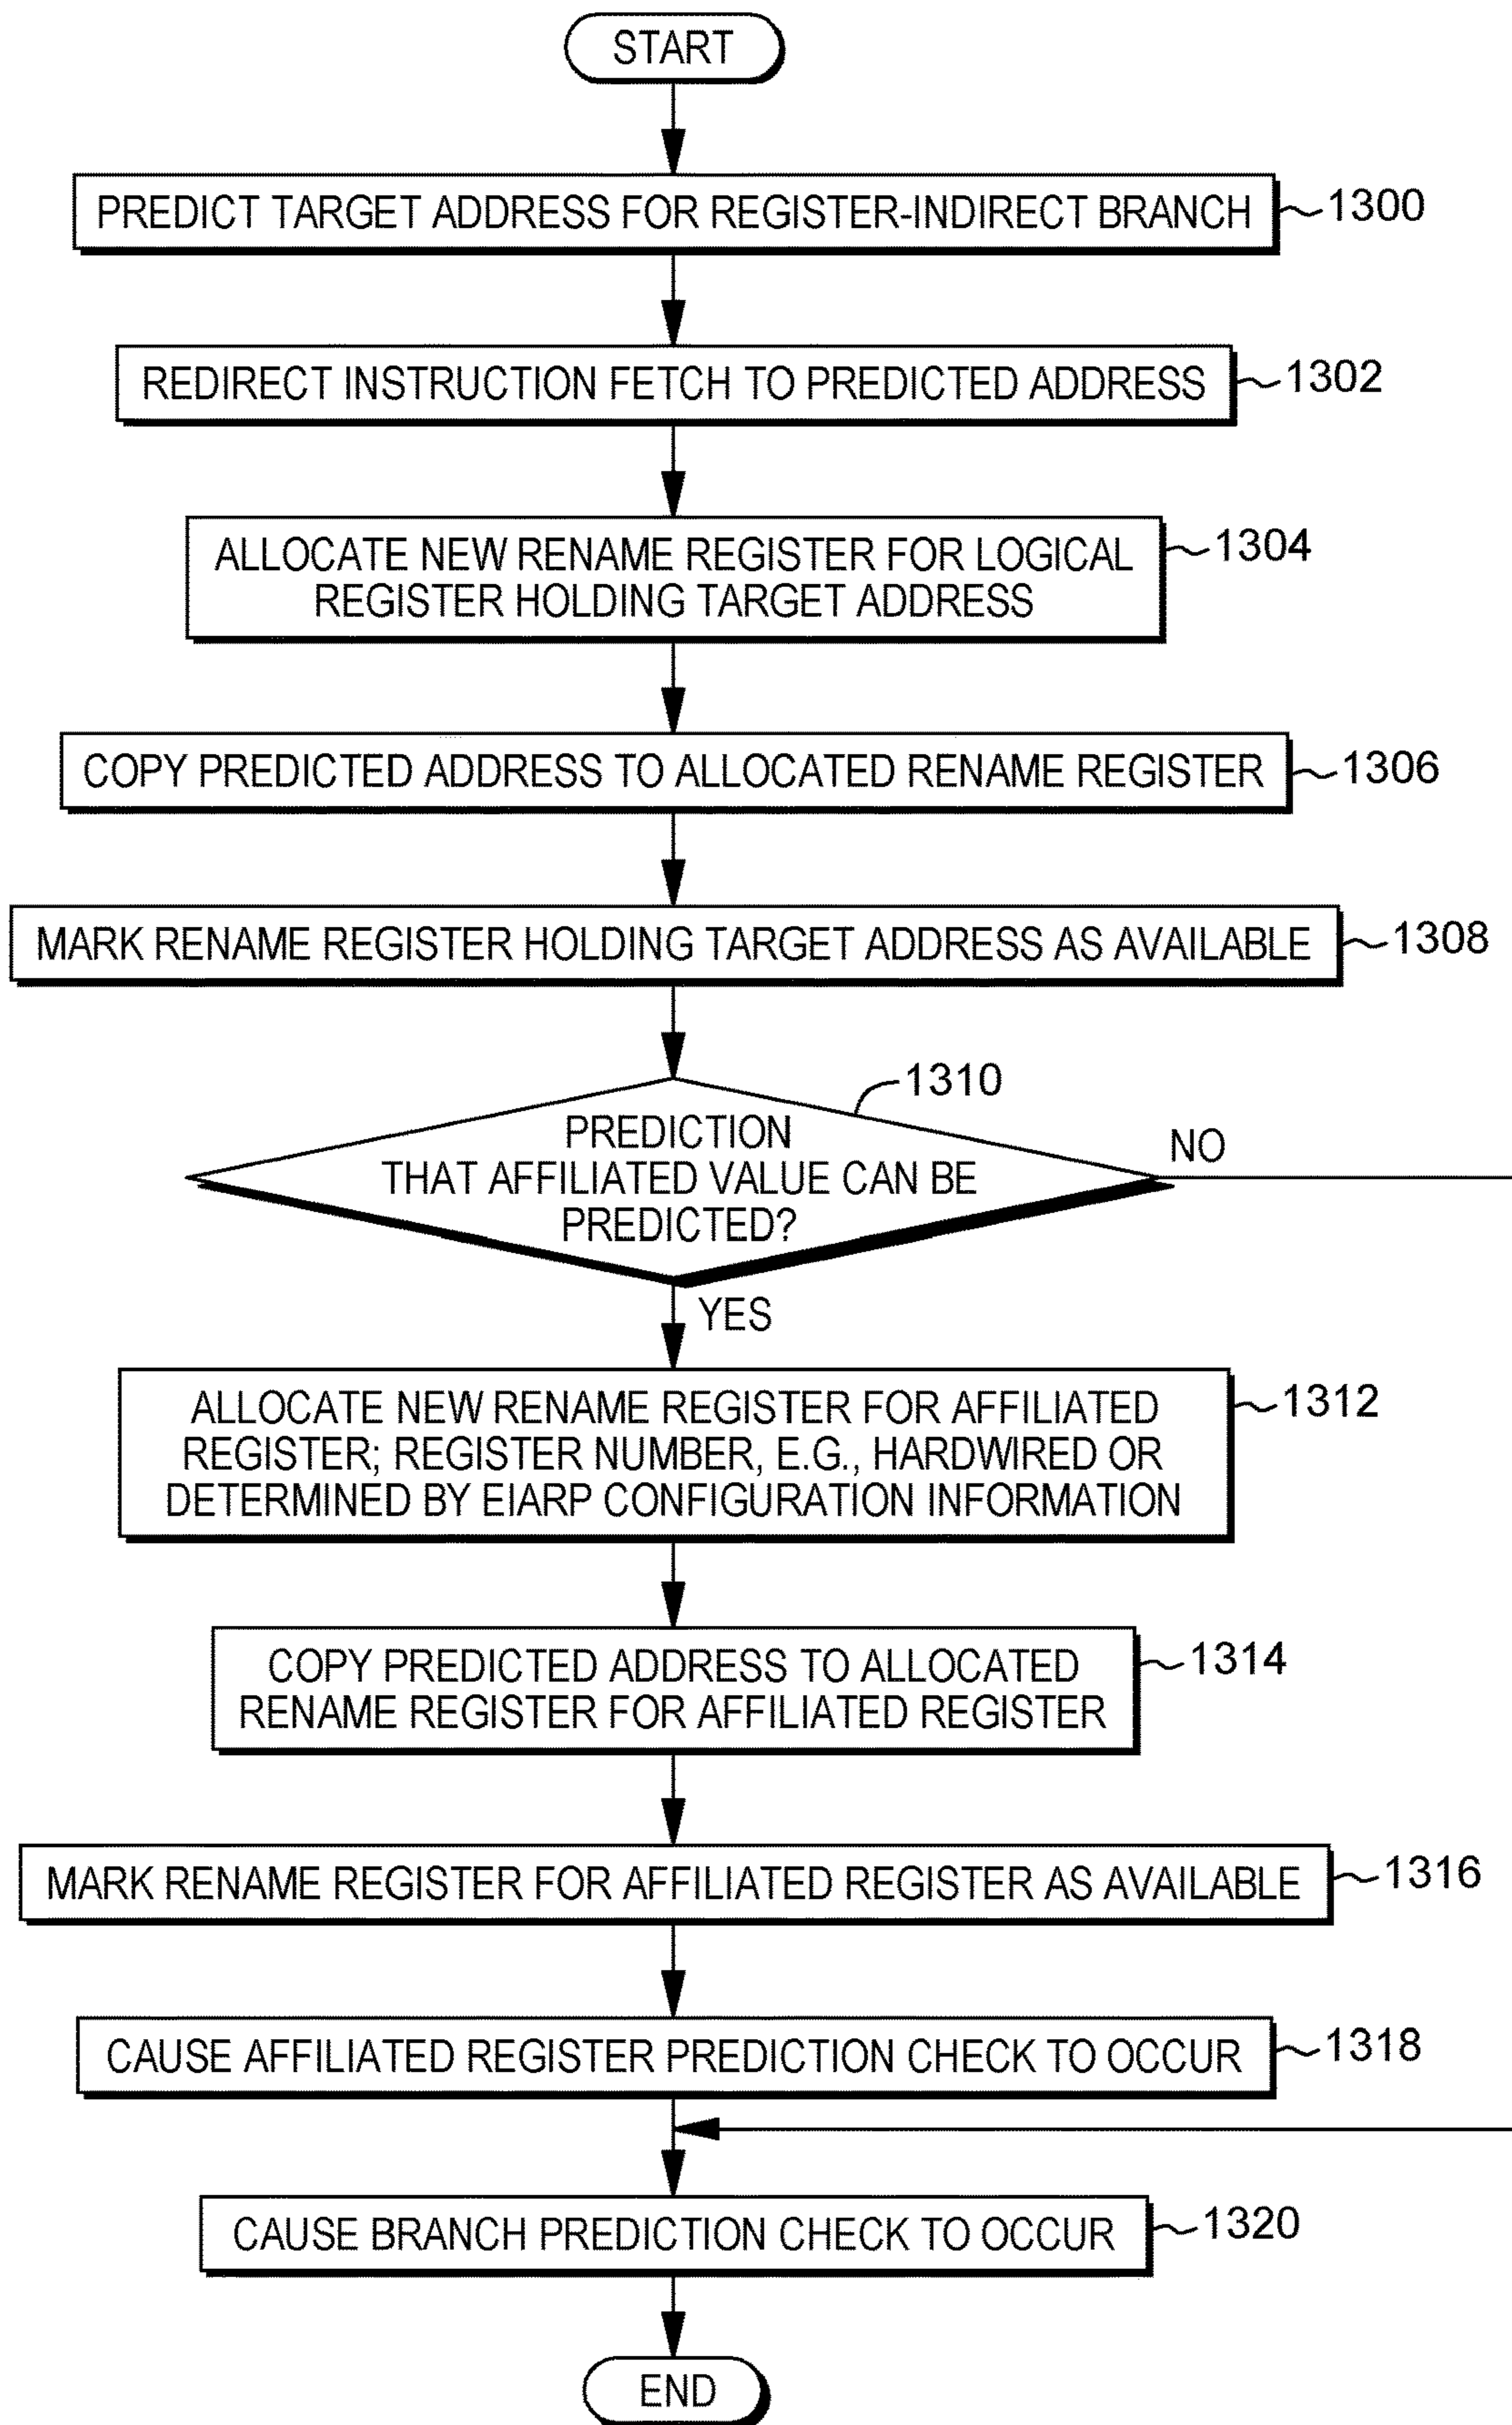 START
PREDICT TARGET ADDRESS FOR REGISTER-INDIRECT BRANCH
1300
REDIRECT INSTRUCTION FETCH TO PREDICTED ADDRESS
1302
ALLOCATE NEW RENAME REGISTER FOR LOGICAL
REGISTER HOLDING TARGET ADDRESS
1304
COPY PREDICTED ADDRESS TO ALLOCATED RENAME REGISTER
1306
MARK RENAME REGISTER HOLDING TARGET ADDRESS AS AVAILABLE
1308
1310
PREDICTION
THAT AFFILIATED VALUE CAN BE
PREDICTED?
NO
YES
ALLOCATE NEW RENAME REGISTER FOR AFFILIATED
REGISTER; REGISTER NUMBER, E.G., HARDWIRED OR
DETERMINED BY EIARP CONFIGURATION INFORMATION
1312
COPY PREDICTED ADDRESS TO ALLOCATED
RENAME REGISTER FOR AFFILIATED REGISTER
1314
MARK RENAME REGISTER FOR AFFILIATED REGISTER AS AVAILABLE
1316
CAUSE AFFILIATED REGISTER PREDICTION CHECK TO OCCUR
1318
CAUSE BRANCH PREDICTION CHECK TO OCCUR
1320
END